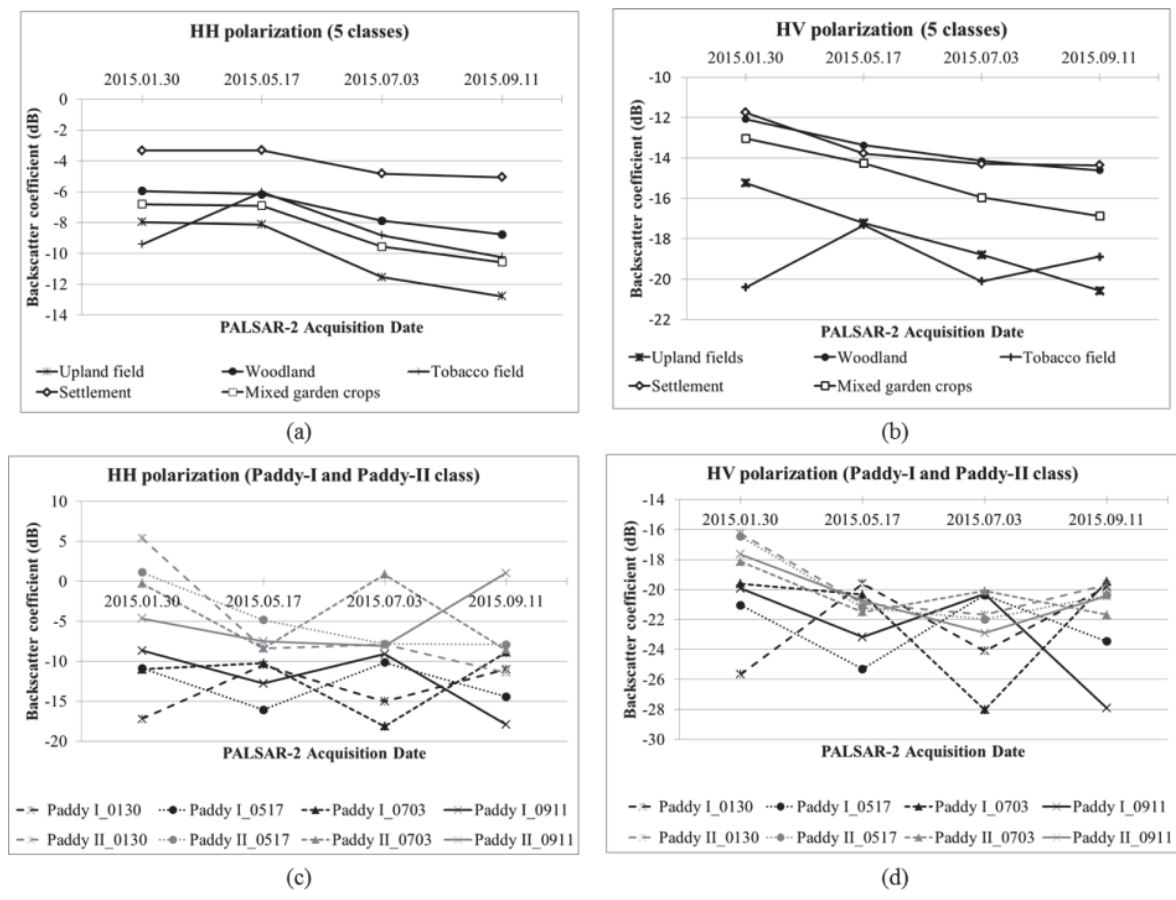 HH polarization (5 classes)
2015.01.30 2015.05.17 2015.07.03 2015.09.11
0
-2
-4
-6
-8
-10
-12
-14
Backscatter coefficient (dB)
PALSAR-2 Acquisition Date
Upland field Woodland Tobacco field
Settlement Mixed garden crops
(a)
HV polarization (5 classes)
2015.01.30 2015.05.17 2015.07.03 2015.09.11
-10
-12
-14
-16
-18
-20
-22
Backscatter coefficient (dB)
PALSAR-2 Acquisition Date
Upland fields Woodland Tobacco field
Settlement Mixed garden crops
(b)
HH polarization (Paddy-I and Paddy-II class)
10
5
0
-5
-10
-15
-20
2015.01.30 2015.05.17 2015.07.03 2015.09.11
Backscatter coefficient (dB)
PALSAR-2 Acquisition Date
Paddy I_0130 Paddy I_0517 Paddy I_0703 Paddy I_0911
Paddy II_0130 Paddy II_0517 Paddy II_0703 Paddy II_0911
(c)
HV polarization (Paddy-I and Paddy-II class)
-14
2015.01.30 2015.05.17 2015.07.03 2015.09.11
-16
-18
-20
-22
-24
-26
-28
-30
Backscatter coefficient (dB)
PALSAR-2 Acquisition Date
Paddy I_0130 Paddy I_0517 Paddy I_0703 Paddy I_0911
Paddy II_0130 Paddy II_0517 Paddy II_0703 Paddy II_0911
(d)